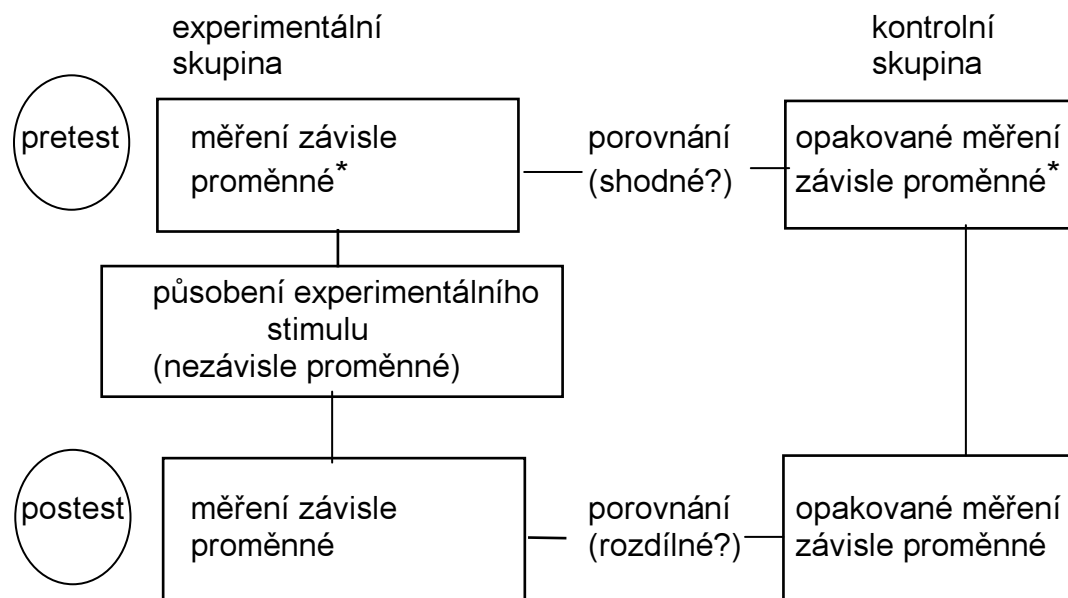 experimentální
skupina
kontrolní
skupina
pretest
měření závisle
proměnné*
porovnání
(shodné?)
opakované měření
závisle proměnné*
působení experimentálního
stimulu
(nezávisle proměnné)
postest
měření závisle
proměnné
porovnání
(rozdílné?)
opakované měření
závisle proměnné